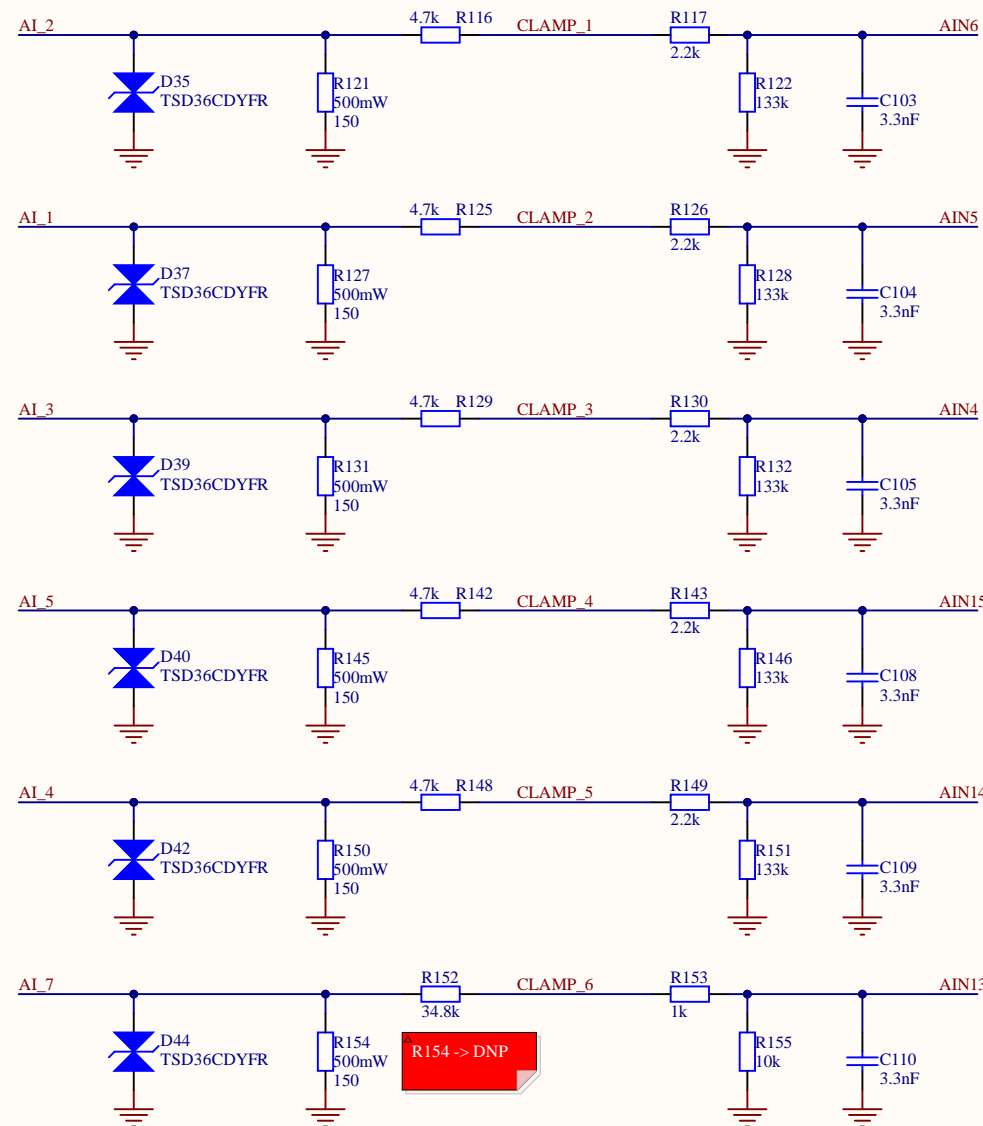 AI_2
4.7k R116
CLAMP_1
R117
2.2k
AIN6
D35
TSD36CDYFR
R121
500mW
150
R122
133k
C103
3.3nF
AI_1
4.7k R125
CLAMP_2
R126
2.2k
AIN5
D37
TSD36CDYFR
R127
500mW
150
R128
133k
C104
3.3nF
AI_3
4.7k R129
CLAMP_3
R130
2.2k
AIN4
D39
TSD36CDYFR
R131
500mW
150
R132
133k
C105
3.3nF
AI_5
4.7k R142
CLAMP_4
R143
2.2k
AIN15
D40
TSD36CDYFR
R145
500mW
150
R146
133k
C108
3.3nF
AI_4
4.7k R148
CLAMP_5
R149
2.2k
AIN14
D42
TSD36CDYFR
R150
500mW
150
R151
133k
C109
3.3nF
AI_7
R152
34.8k
CLAMP_6
R153
1k
AIN13
D44
TSD36CDYFR
R154
500mW
150
R154 -> DNP
R155
10k
C110
3.3nF